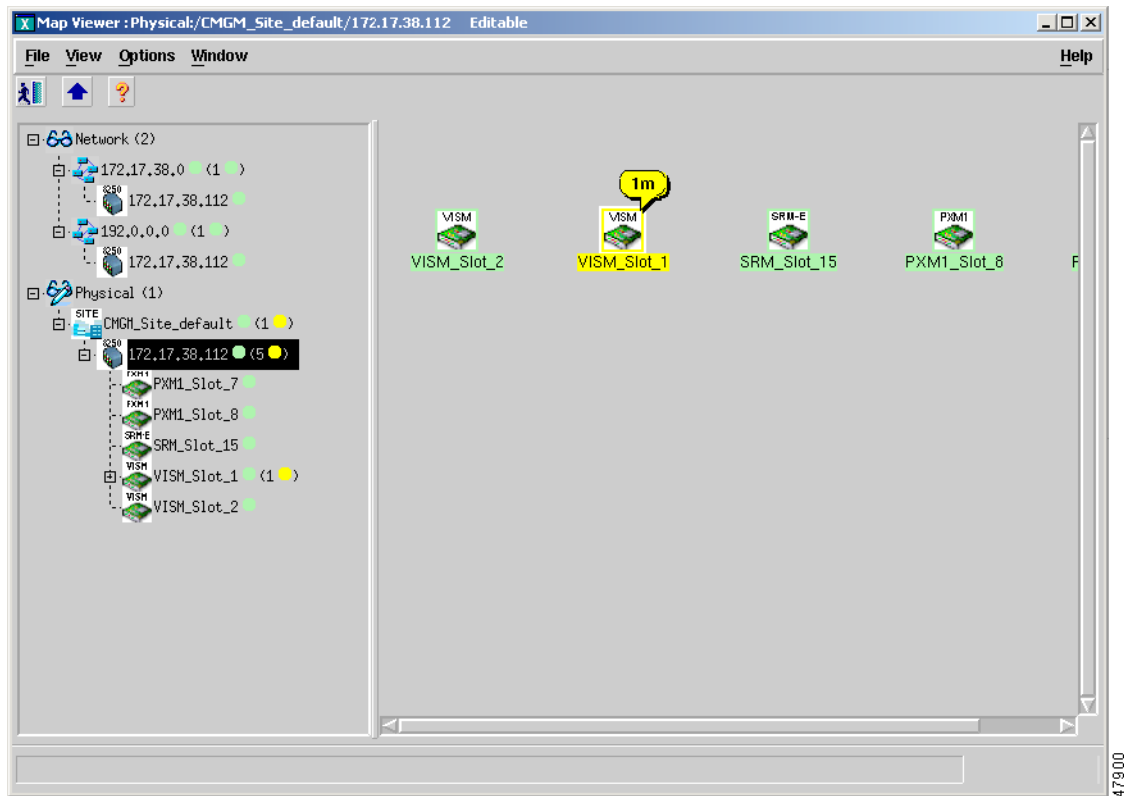 Map Viewer :Physical:/CMGM_Site_default/172.17.38.112 Editable
File View Options Window Help
Network (2)
172.17.38.0 (1 )
8250
172.17.38.112
192.0.0.0 (1 )
8250
172.17.38.112
Physical (1)
SITE
CMGM_Site_default (1 )
8250
172.17.38.112 (5 )
PXM1
PXM1_Slot_7
PXM1
PXM1_Slot_8
SRM-E
SRM_Slot_15
VISM
VISM_Slot_1 (1 )
VISM
VISM_Slot_2
1m
VISM VISM SRM-E PXM1
VISM_Slot_2 VISM_Slot_1 SRM_Slot_15 PXM1_Slot_8
47900